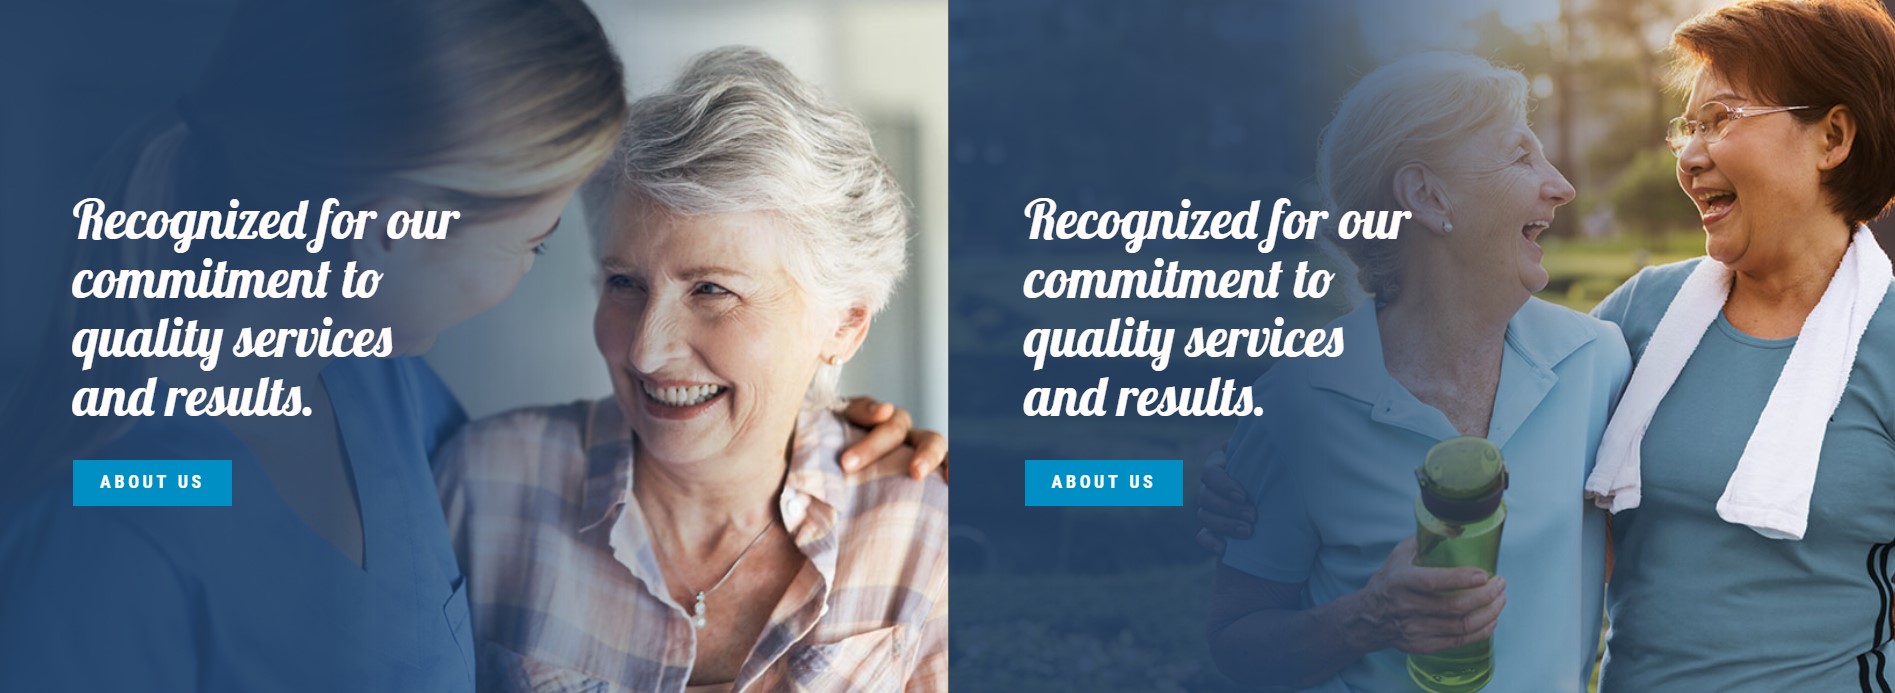 Recognized for our
commitment to
quality services
and results.
ABOUT US
Recognized for our
commitment to
quality services
and results.
ABOUT US